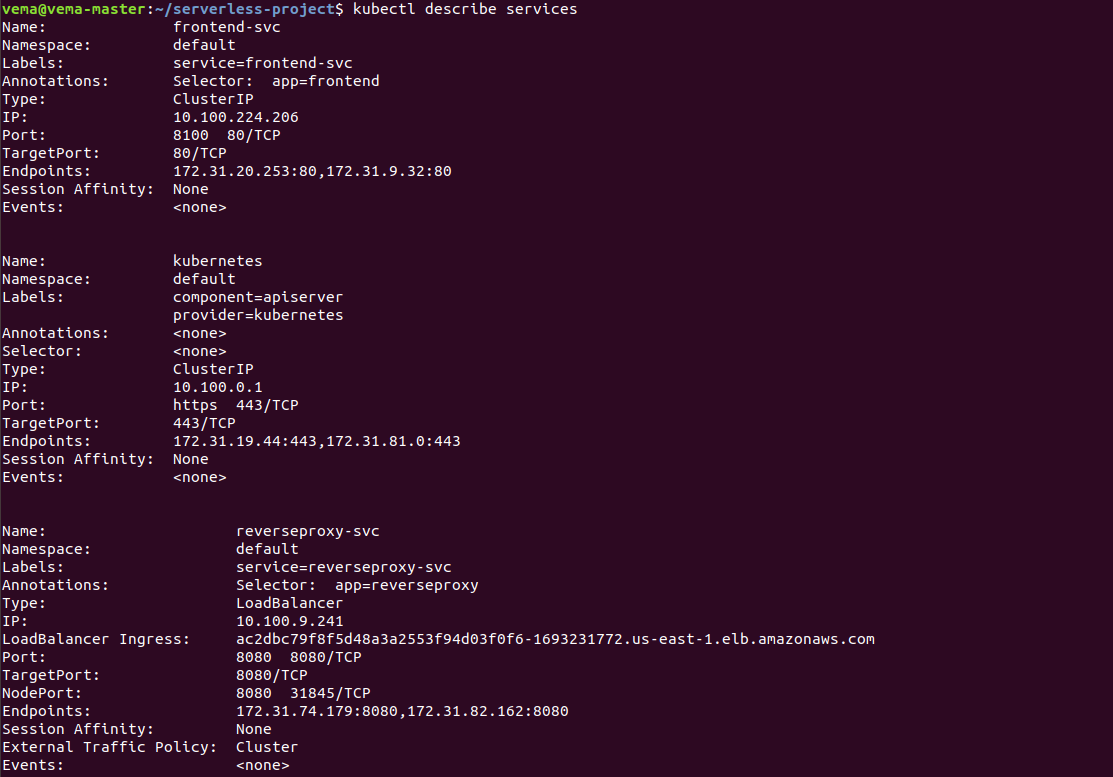 vema@vema-master:~/serverless-project$ kubectl describe services
Name:              frontend-svc
Namespace:         default
Labels:            service=frontend-svc
Annotations:       Selector:  app=frontend
Type:              ClusterIP
IP:                10.100.224.206
Port:              8100  80/TCP
TargetPort:        80/TCP
Endpoints:         172.31.20.253:80,172.31.9.32:80
Session Affinity:  None
Events:            <none>
Name:              kubernetes
Namespace:         default
Labels:            component=apiserver
                   provider=kubernetes
Annotations:       <none>
Selector:          <none>
Type:              ClusterIP
IP:                10.100.0.1
Port:              https  443/TCP
TargetPort:        443/TCP
Endpoints:         172.31.19.44:443,172.31.81.0:443
Session Affinity:  None
Events:            <none>
Name:                     reverseproxy-svc
Namespace:                default
Labels:                   service=reverseproxy-svc
Annotations:              Selector:  app=reverseproxy
Type:                     LoadBalancer
IP:                       10.100.9.241
LoadBalancer Ingress:     ac2dbc79f8f5d48a3a2553f94d03f0f6-1693231772.us-east-1.elb.amazonaws.com
Port:                     8080  8080/TCP
TargetPort:               8080/TCP
NodePort:                 8080  31845/TCP
Endpoints:                172.31.74.179:8080,172.31.82.162:8080
Session Affinity:         None
External Traffic Policy:  Cluster
Events:                   <none>